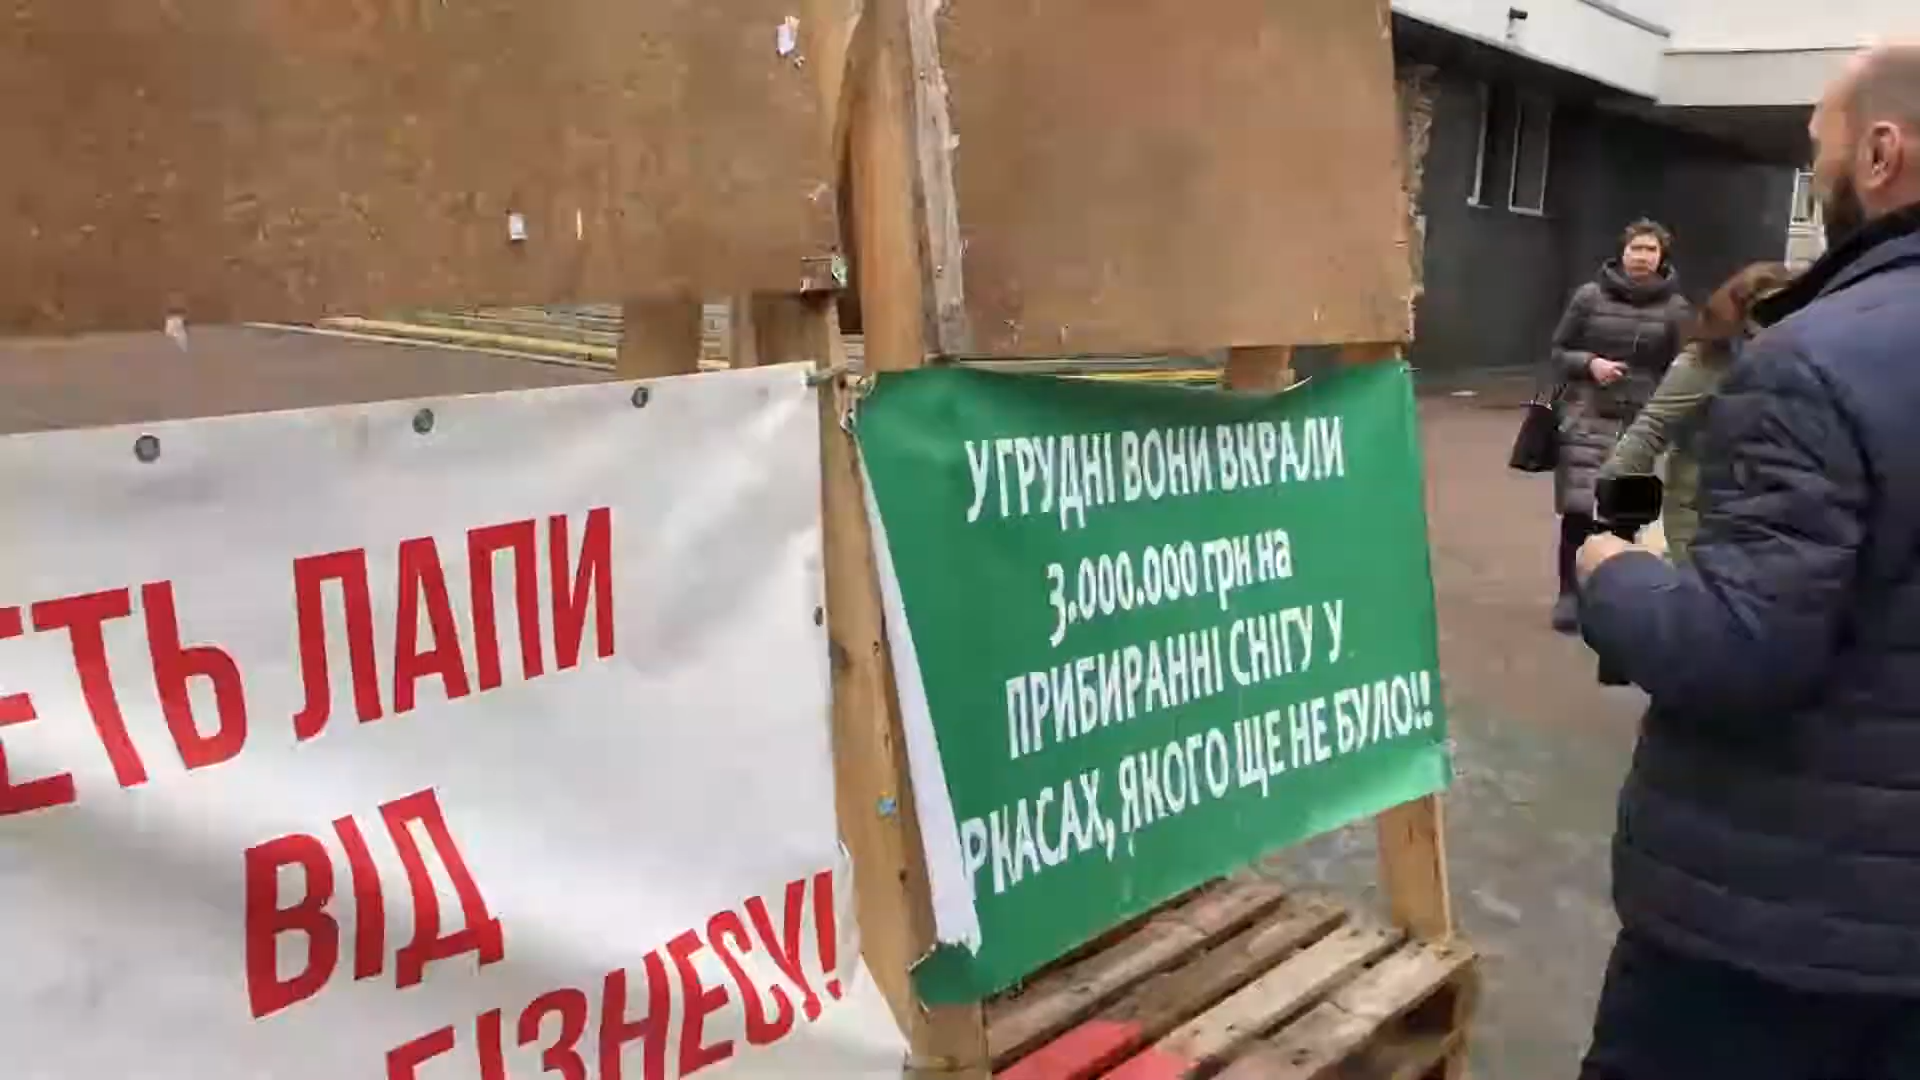 ЕТЬ ЛАПИ
ВІД
БІЗНЕСУ!
У ГРУДНІ ВОНИ ВКРАЛИ
3.000.000 грн на
ПРИБИРАННІ СНІГУ У
РКАСАХ, ЯКОГО ЩЕ НЕ БУЛО!!